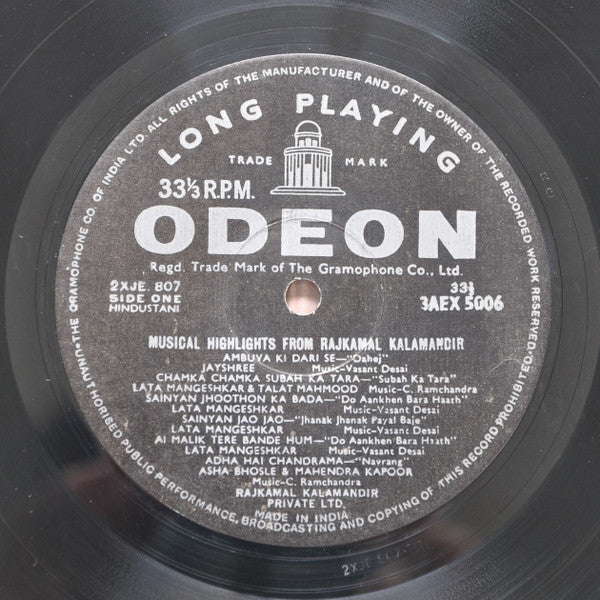 MANUFACTURER AND OF THE OWNER OF THE RECORDED WORK RESERVED. UNAUTHORISED PUBLIC PERFORMANCE, BROADCASTING AND COPYING OF THIS RECORD PROHIBITED. THE GRAMOPHONE CO. OF INDIA LTD. ALL RIGHTS OF THE
LONG PLAYING
TRADE MARK
33⅓ R.P.M.
ODEON
Regd. Trade Mark of The Gramophone Co., Ltd.
2XJE. 807
SIDE ONE
HINDUSTANI
33⅓
3AEX 5006
MUSICAL HIGHLIGHTS FROM RAJKAMAL KALAMANDIR
AMBUVA KI DARI SE—"Dahej"
JAYSHREE Music-Vasant Desai
CHAMKA CHAMKA SUBAH KA TARA—"Subah Ka Tara"
LATA MANGESHKAR & TALAT MAHMOOD Music-C. Ramchandra
SAINYAN JHOOTHON KA BADA—"Do Aankhen Bara Haath"
LATA MANGESHKAR Music-Vasant Desai
SAINYAN JAO JAO—"Jhanak Jhanak Payal Baje"
LATA MANGESHKAR Music-Vasant Desai
AI MALIK TERE BANDE HUM—"Do Aankhen Bara Haath"
LATA MANGESHKAR Music-Vasant Desai
ADHA HAI CHANDRAMA—"Navrang"
ASHA BHOSLE & MAHENDRA KAPOOR
Music-C. Ramchandra
RAJKAMAL KALAMANDIR
PRIVATE LTD.
MADE IN INDIA